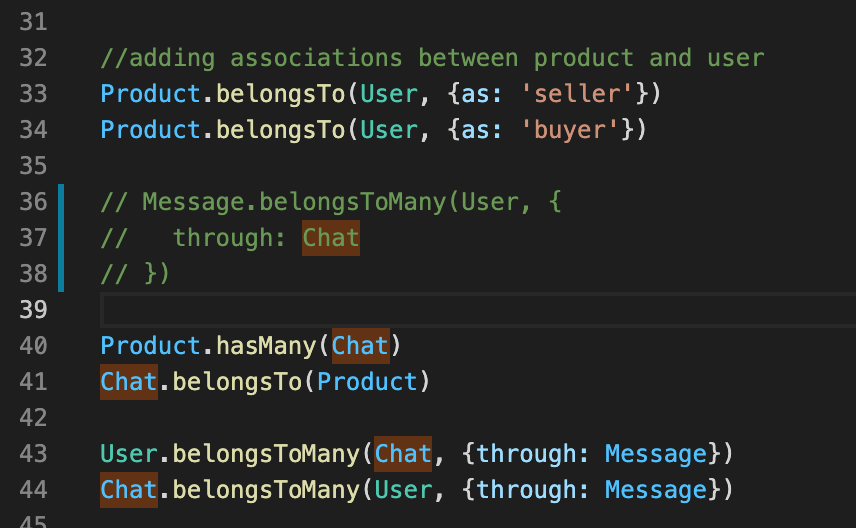 31
32 //adding associations between product and user
33 Product.belongsTo(User, {as: 'seller'})
34 Product.belongsTo(User, {as: 'buyer'})
35
36 // Message.belongsToMany(User, {
37 //   through: Chat
38 // })
39
40 Product.hasMany(Chat)
41 Chat.belongsTo(Product)
42
43 User.belongsToMany(Chat, {through: Message})
44 Chat.belongsToMany(User, {through: Message})
45